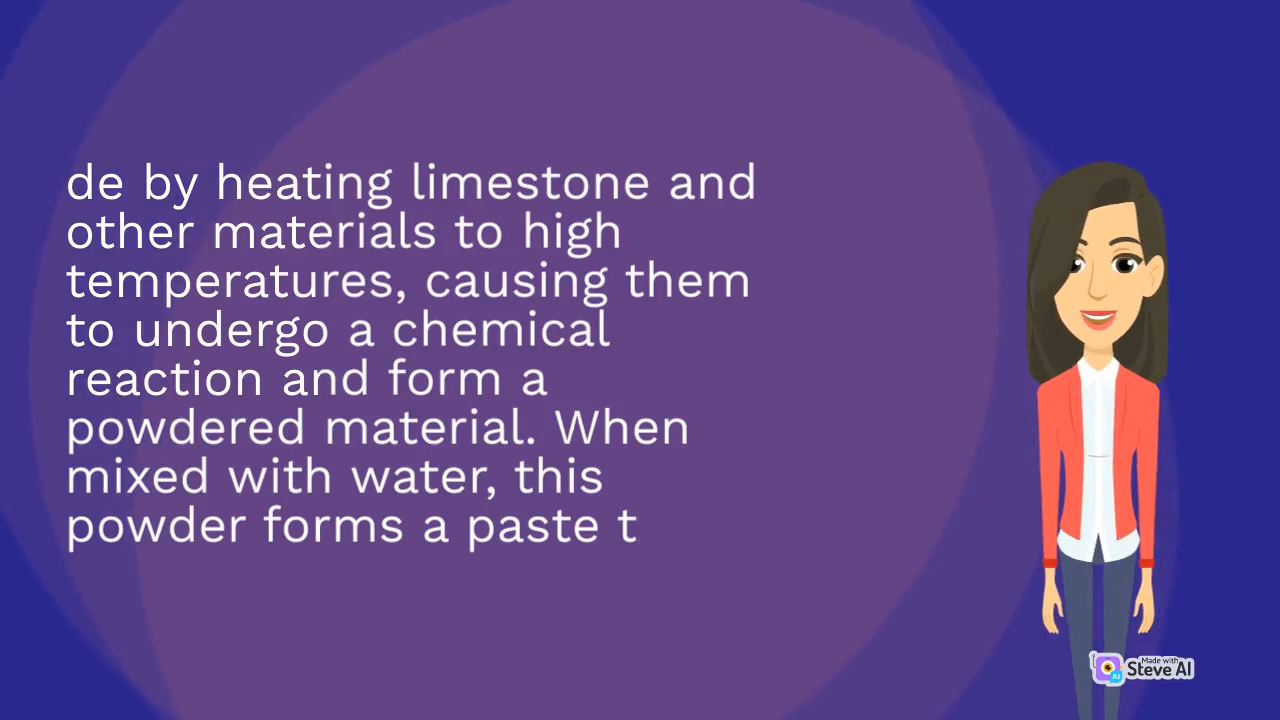 de by heating limestone and
other materials to high
temperatures, causing them
to undergo a chemical
reaction and form a
powdered material. When
mixed with water, this
powder forms a paste t
Made with
Steve AI
AI